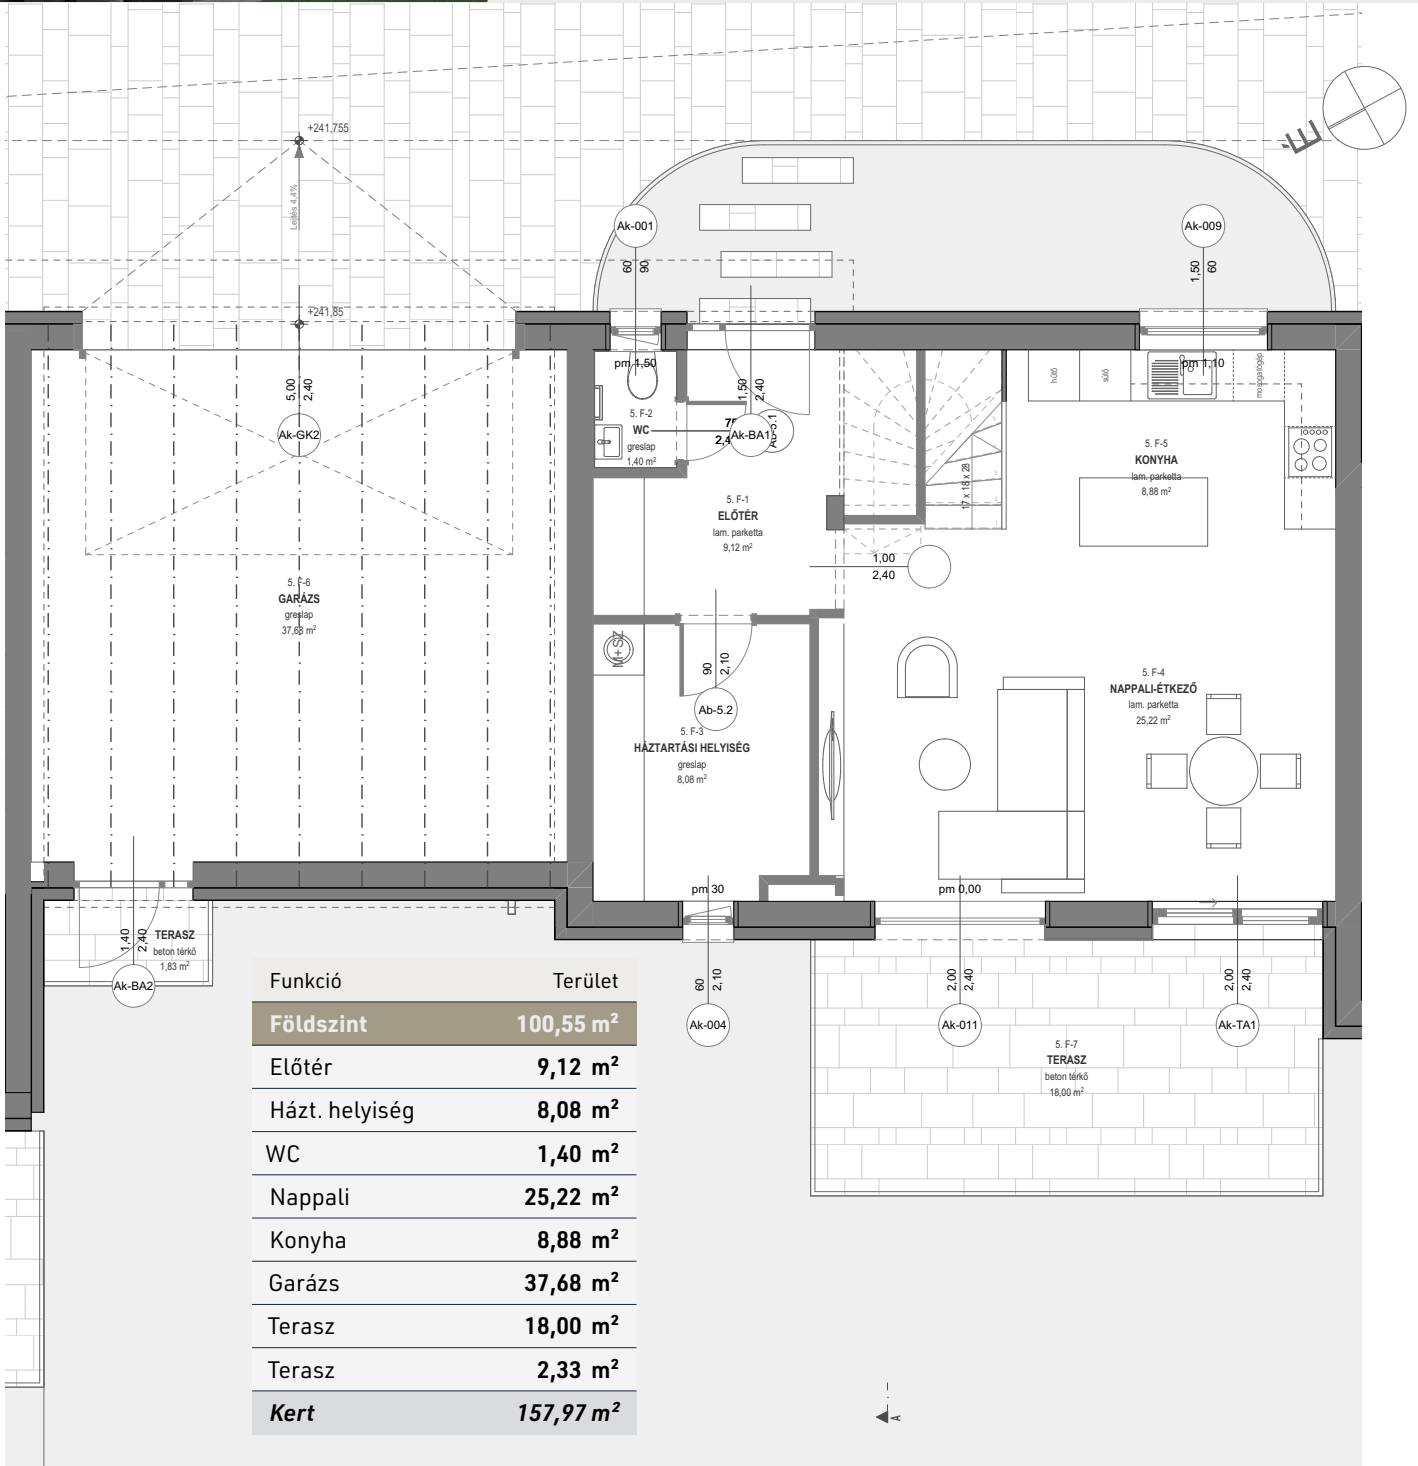 +241,755
Lejtés 4,4%
ÉÉ
Ak-001
60
90
Ak-009
1,50
60
+241,85
pm 1,50
pm 1,10
hűtő
sütő
mosogatógép
5,00
2,40
Ak-GK2
1,50
2,40
5. F-2
WC
greslap
1,40 m²
Ak-BA1
Ab-5.1
17 x 18 x 28
5. F-5
KONYHA
lam. parketta
8,88 m²
5. F-1
ELŐTÉR
lam. parketta
9,12 m²
1,00
2,40
5. F-6
GARÁZS
greslap
37,68 m²
M+SZ
90
2,10
Ab-5.2
5. F-3
HÁZTARTÁSI HELYISÉG
greslap
8,08 m²
5. F-4
NAPPALI-ÉTKEZŐ
lam. parketta
25,22 m²
pm 30
pm 0,00
1,40
2,40
TERASZ
beton térkő
1,83 m²
Ak-BA2
60
2,10
Ak-004
2,00
2,40
Ak-011
2,00
2,40
Ak-TA1
5. F-7
TERASZ
beton térkő
18,00 m²
Funkció Terület
Földszint 100,55 m²
Előtér 9,12 m²
Házt. helyiség 8,08 m²
WC 1,40 m²
Nappali 25,22 m²
Konyha 8,88 m²
Garázs 37,68 m²
Terasz 18,00 m²
Terasz 2,33 m²
Kert 157,97 m²
A